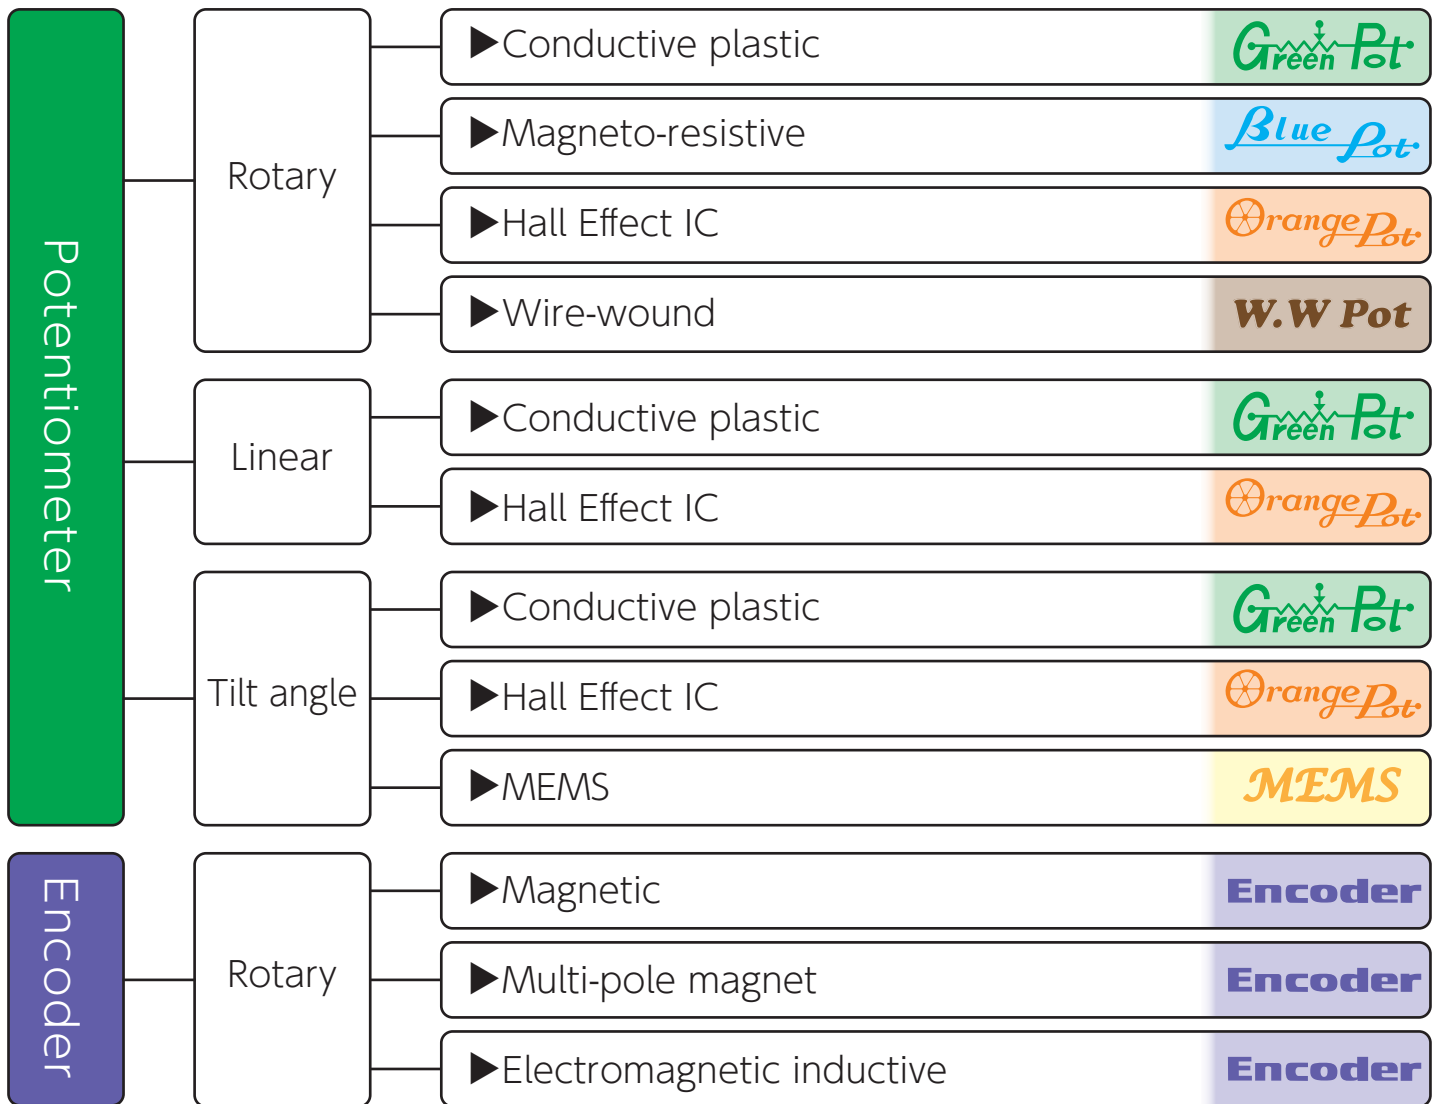 Potentiometer
Rotary
▶Conductive plastic
Green Pot
▶Magneto-resistive
Blue Pot
▶Hall Effect IC
Orange Pot
▶Wire-wound
W.W Pot
Linear
▶Conductive plastic
Green Pot
▶Hall Effect IC
Orange Pot
Tilt angle
▶Conductive plastic
Green Pot
▶Hall Effect IC
Orange Pot
▶MEMS
MEMS
Encoder
Rotary
▶Magnetic
Encoder
▶Multi-pole magnet
Encoder
▶Electromagnetic inductive
Encoder